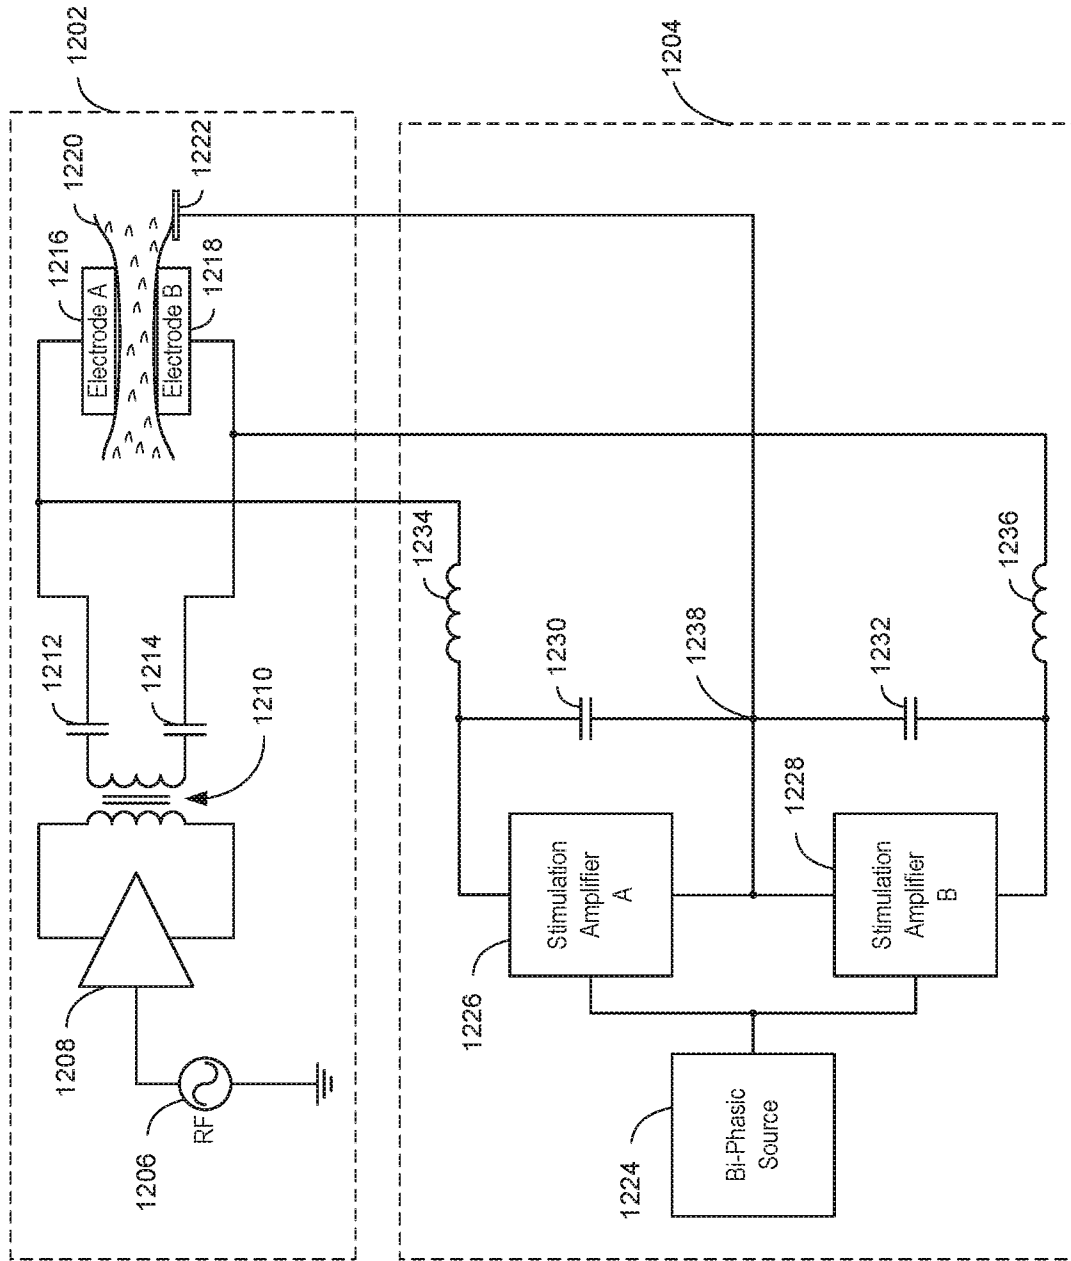 1202
1220
1222
1216
Electrode A
Electrode B
1218
1212
1214
1210
1208
RF
1206
1204
1234
1236
1230
1238
1232
1228
Stimulation
Amplifier
A
Stimulation
Amplifier
B
1226
1224
Bi-Phasic
Source